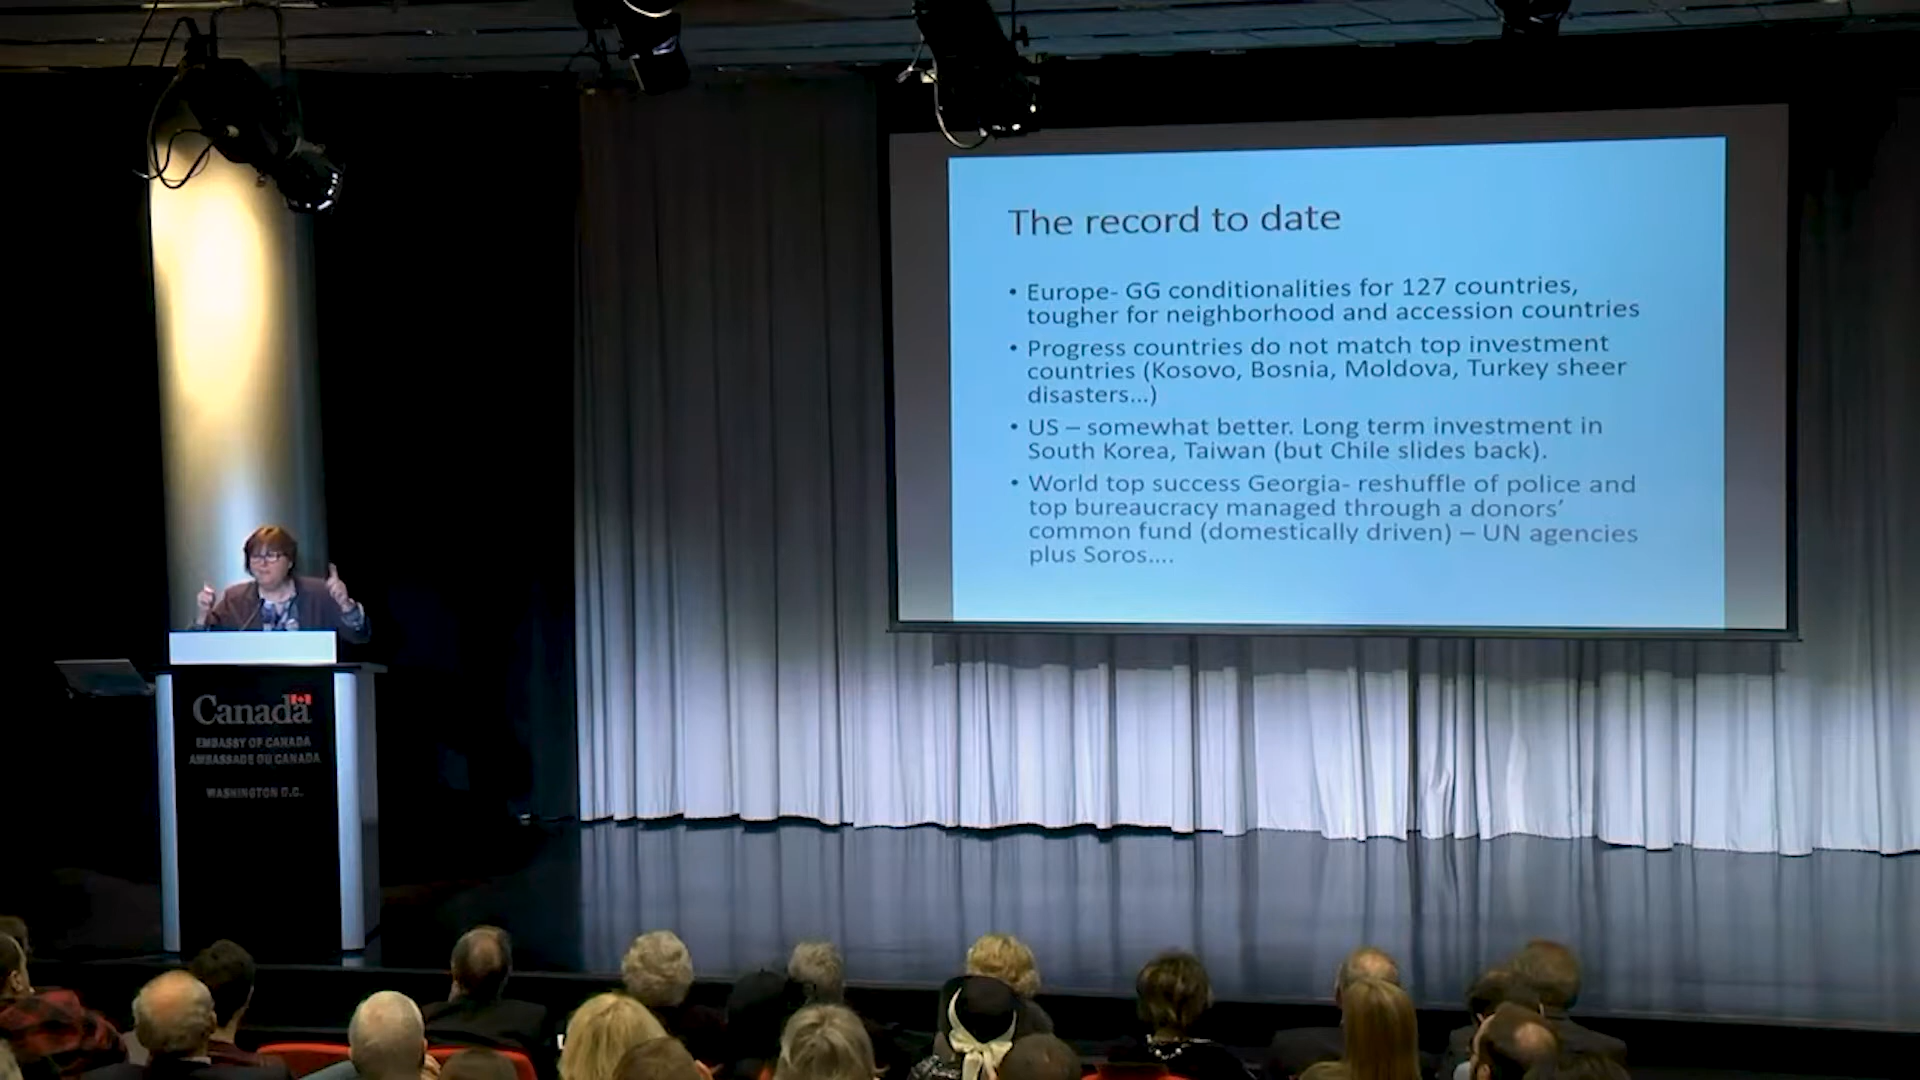 The record to date
• Europe- GG conditionalities for 127 countries,
tougher for neighborhood and accession countries
• Progress countries do not match top investment
countries (Kosovo, Bosnia, Moldova, Turkey sheer
disasters...)
• US – somewhat better. Long term investment in
South Korea, Taiwan (but Chile slides back).
• World top success Georgia- reshuffle of police and
top bureaucracy managed through a donors’
common fund (domestically driven) – UN agencies
plus Soros....
Canada
EMBASSY OF CANADA
AMBASSADE DU CANADA
WASHINGTON D.C.